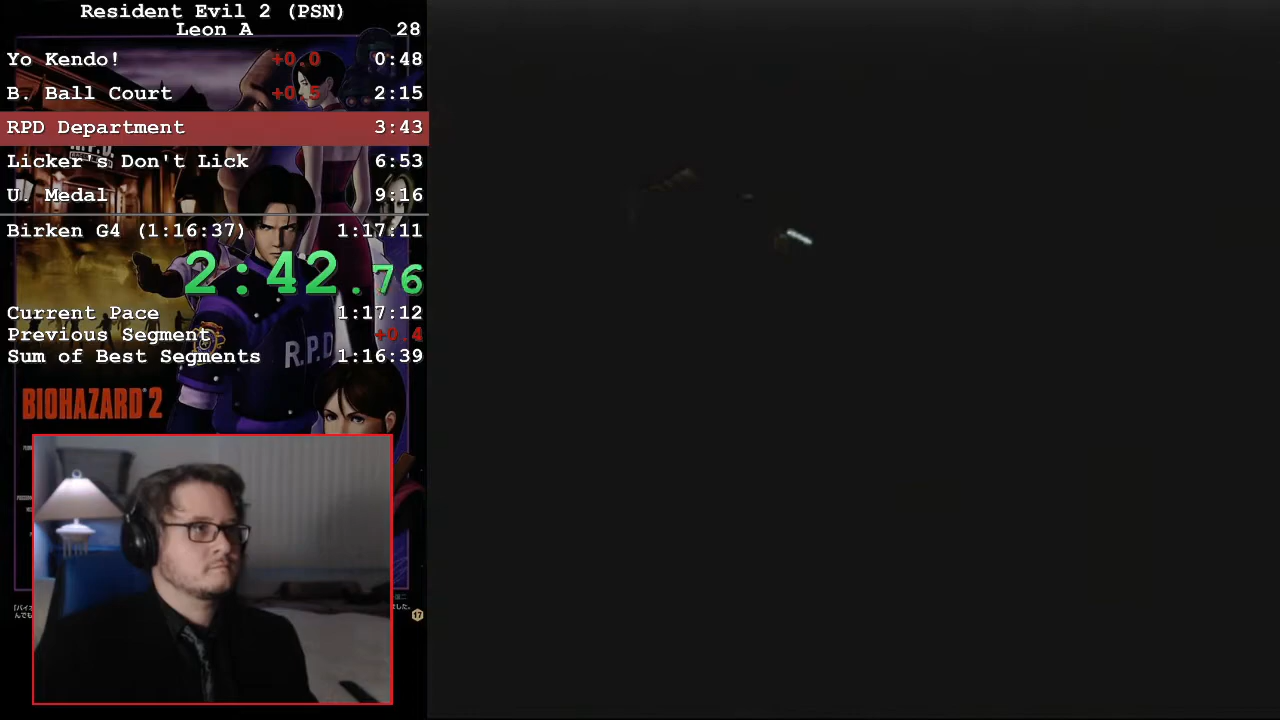 Resident Evil 2 (PSN)
Leon A 28
Yo Kendo! +0.0 0:48
B. Ball Court +0.5 2:15
RPD Department 3:43
Licker's Don't Lick 6:53
U. Medal 9:16
Birken G4 (1:16:37) 1:17:11
2:42.76
Current Pace 1:17:12
Previous Segment +0.4
Sum of Best Segments 1:16:39
R.P.D
BIOHAZARD 2
17